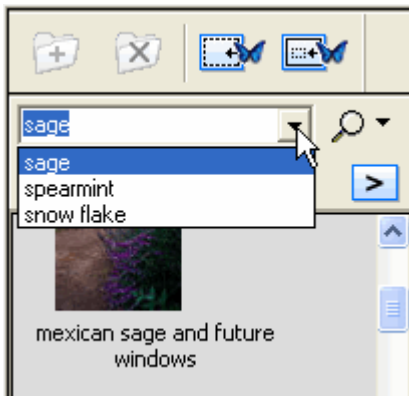 sage
sage
spearmint
snow flake
>
mexican sage and future
windows